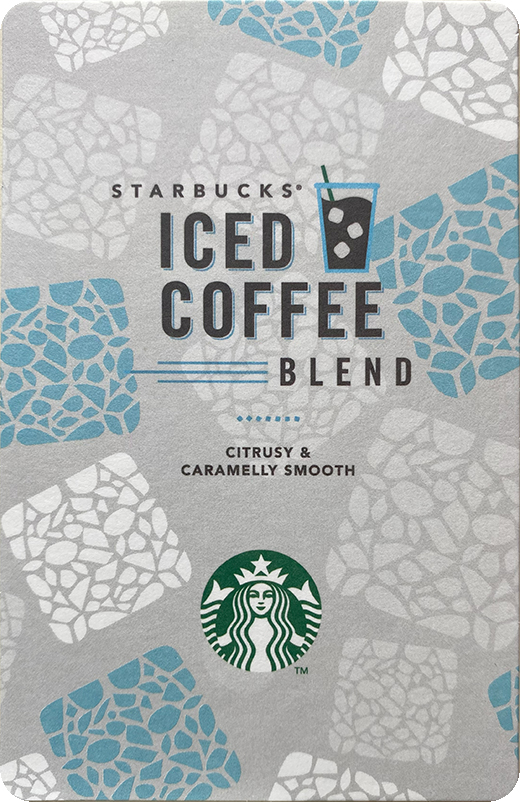 STARBUCKS®
ICED
COFFEE
BLEND
CITRUSY &
CARAMELLY SMOOTH
TM